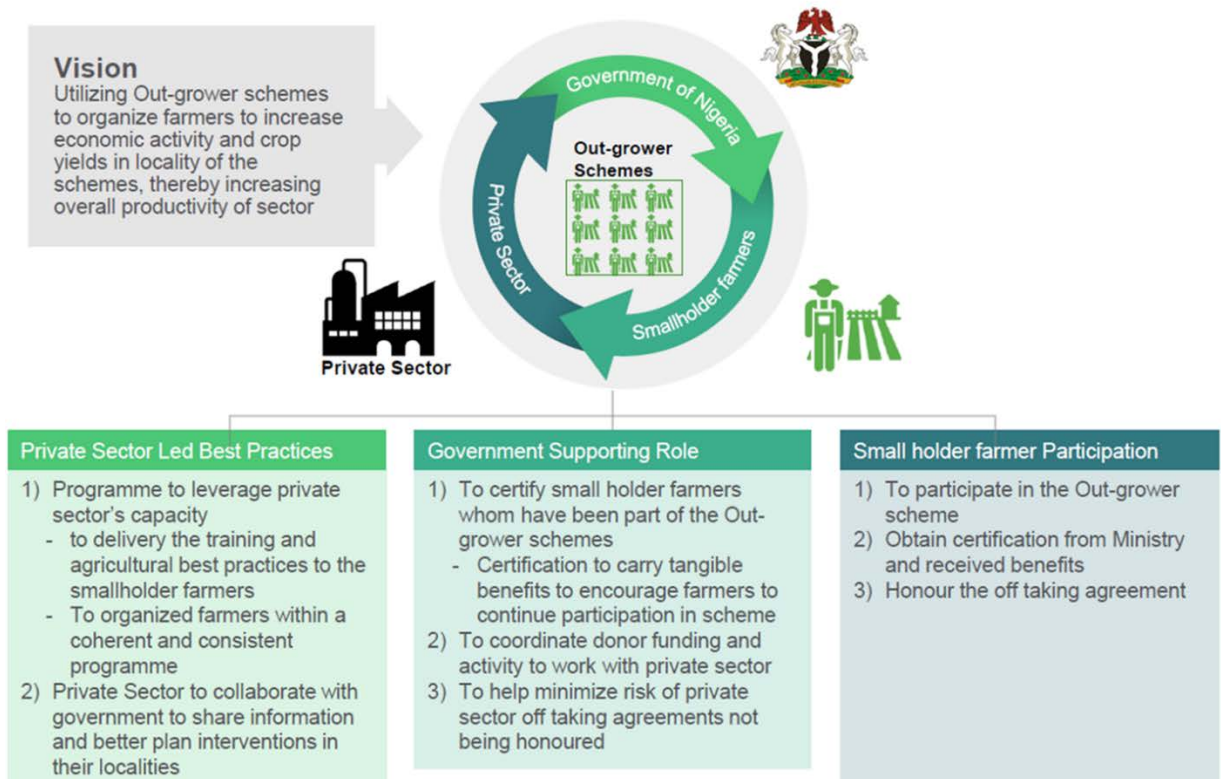 Vision
Utilizing Out-grower schemes
to organize farmers to increase
economic activity and crop
yields in locality of the
schemes, thereby increasing
overall productivity of sector
Government of Nigeria
Out-grower
Schemes
Private Sector
Smallholder farmers
Private Sector
Private Sector Led Best Practices
1) Programme to leverage private
sector's capacity
- to delivery the training and
agricultural best practices to the
smallholder farmers
- To organized farmers within a
coherent and consistent
programme
2) Private Sector to collaborate with
government to share information
and better plan interventions in
their localities
Government Supporting Role
1) To certify small holder farmers
whom have been part of the Out-
grower schemes
- Certification to carry tangible
benefits to encourage farmers to
continue participation in scheme
2) To coordinate donor funding and
activity to work with private sector
3) To help minimize risk of private
sector off taking agreements not
being honoured
Small holder farmer Participation
1) To participate in the Out-grower
scheme
2) Obtain certification from Ministry
and received benefits
3) Honour the off taking agreement